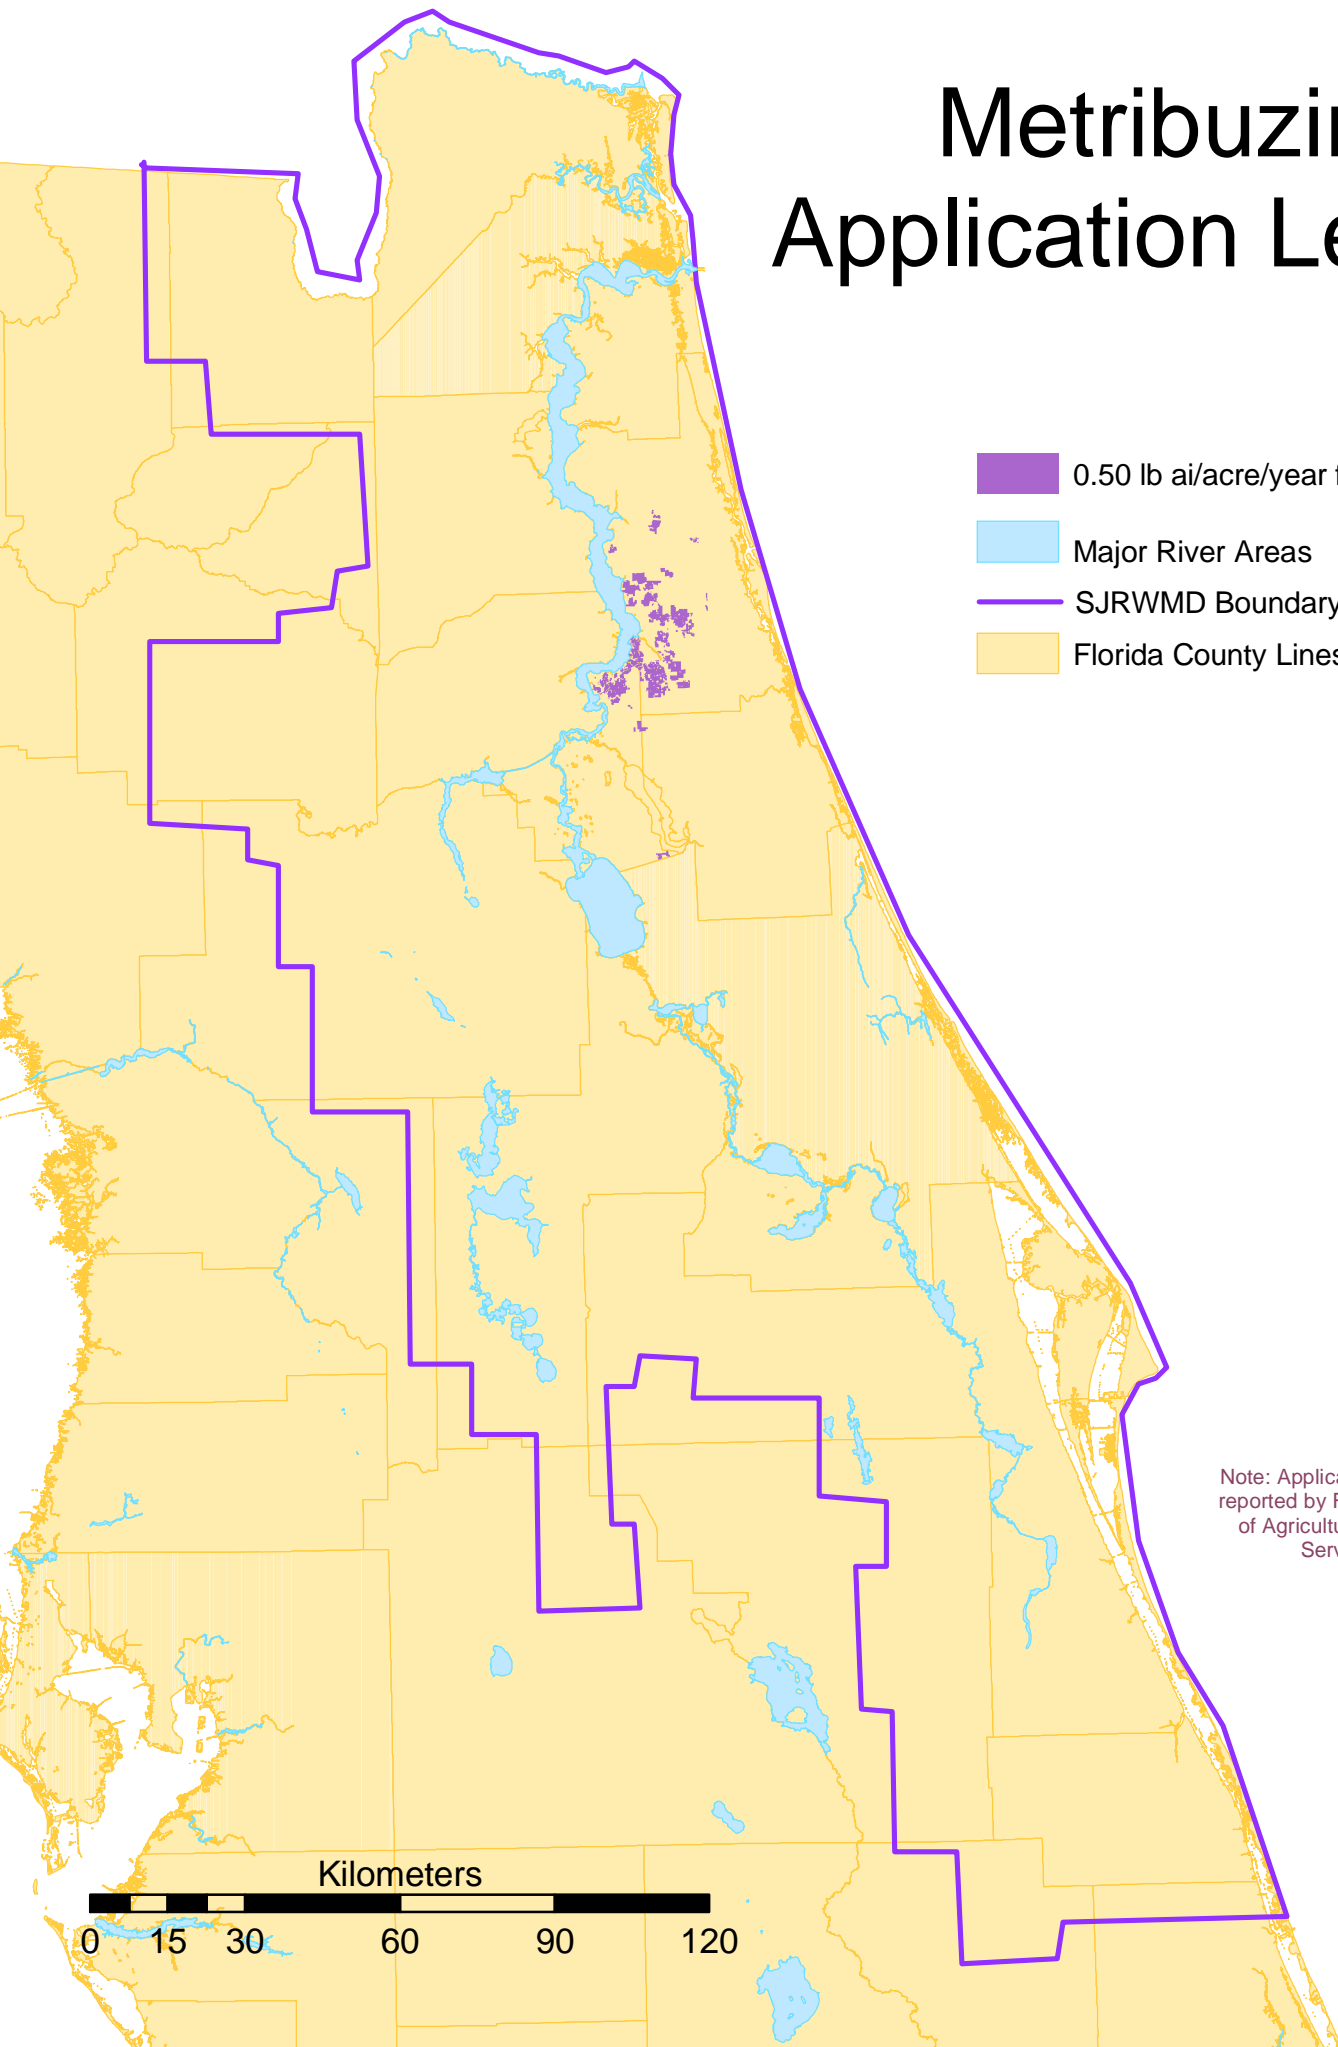 Metribuzin
Application Le
0.50 lb ai/acre/year f
Major River Areas
SJRWMD Boundary
Florida County Lines
Note: Applica
reported by F
of Agricultu
Serv
Kilometers
0 15 30 60 90 120